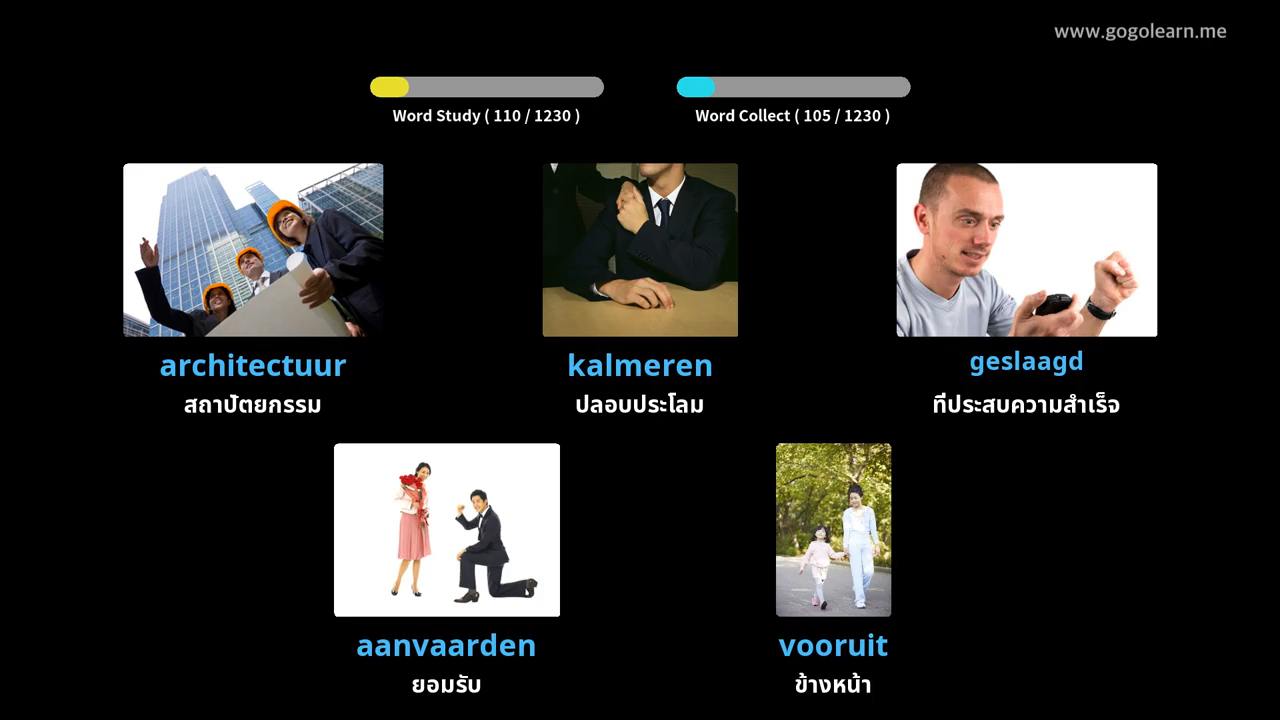 www.gogolearn.me
Word Study ( 110 / 1230 )
Word Collect ( 105 / 1230 )
architectuur
สถาปัตยกรรม
kalmeren
ปลอบประโลม
geslaagd
ที่ประสบความสำเร็จ
aanvaarden
ยอมรับ
vooruit
ข้างหน้า